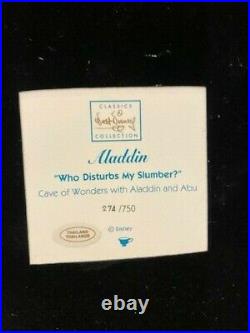 CLASSICS
Walt Disney
COLLECTION
Aladdin
"Who Disturbs My Slumber?"
Cave of Wonders with Aladdin and Abu
274 /750
THAILAND
THAILANDE
© Disney